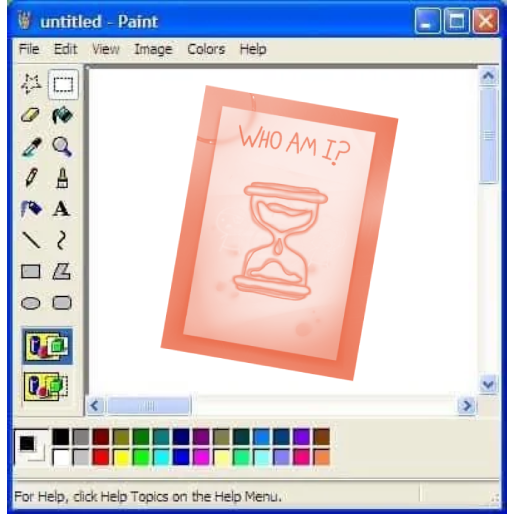 untitled - Paint
File Edit View Image Colors Help
WHO AM I?
A
For Help, click Help Topics on the Help Menu.